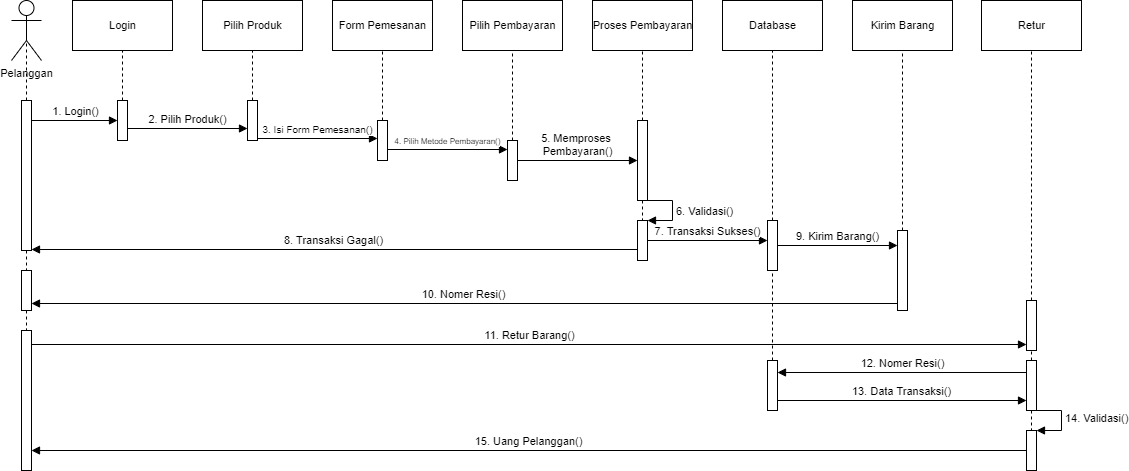 Login
Pilih Produk
Form Pemesanan
Pilih Pembayaran
Proses Pembayaran
Database
Kirim Barang
Retur
Pelanggan
1. Login()
2. Pilih Produk()
3. Isi Form Pemesanan()
4. Pilih Metode Pembayaran()
5. Memproses
Pembayaran()
6. Validasi()
7. Transaksi Sukses()
8. Transaksi Gagal()
9. Kirim Barang()
10. Nomer Resi()
11. Retur Barang()
12. Nomer Resi()
13. Data Transaksi()
14. Validasi()
15. Uang Pelanggan()